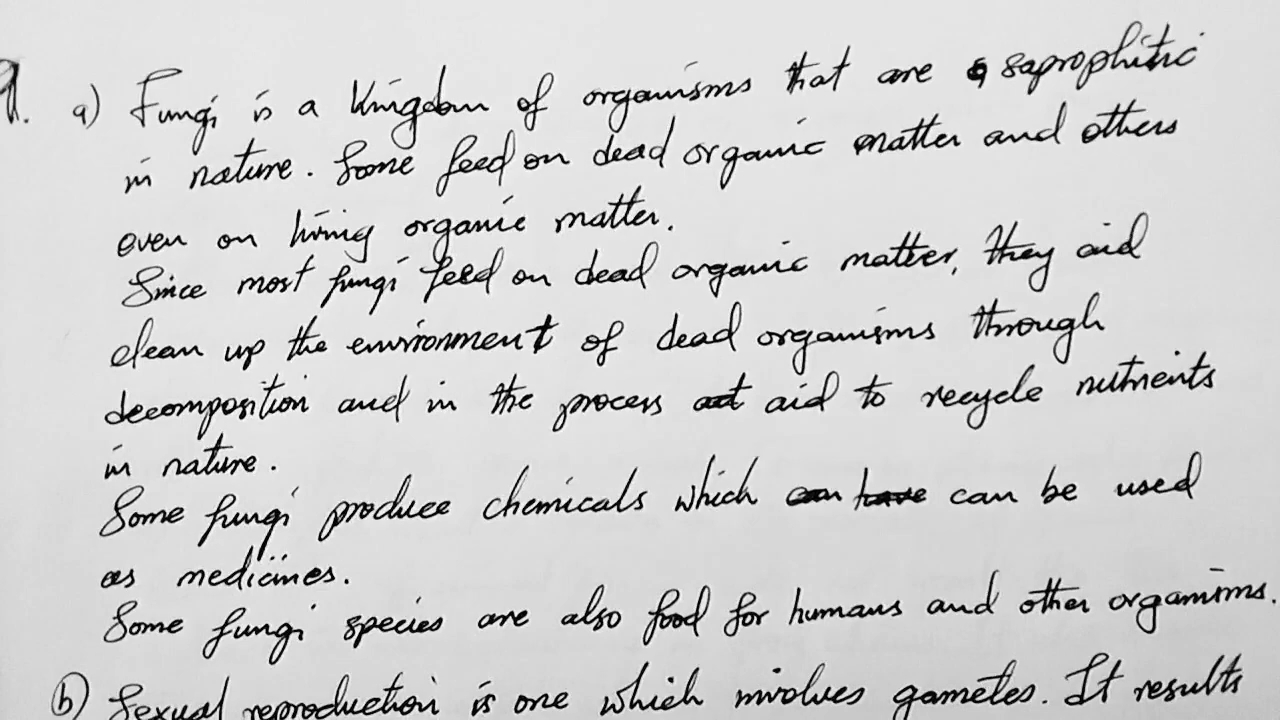 9. a) Fungi is a Kingdom of organisms that are saprophitic
in nature. Some feed on dead organic matter and others
even on living organic matter.
Since most fungi feed on dead organic matter, they aid
clean up the environment of dead organisms through
decomposition and in the process aid to recycle nutrients
in nature.
Some fungi produce chemicals which can have can be used
as medicines.
Some fungi species are also food for humans and other organisms.
b) Sexual reproduction is one which involves gametes. It results